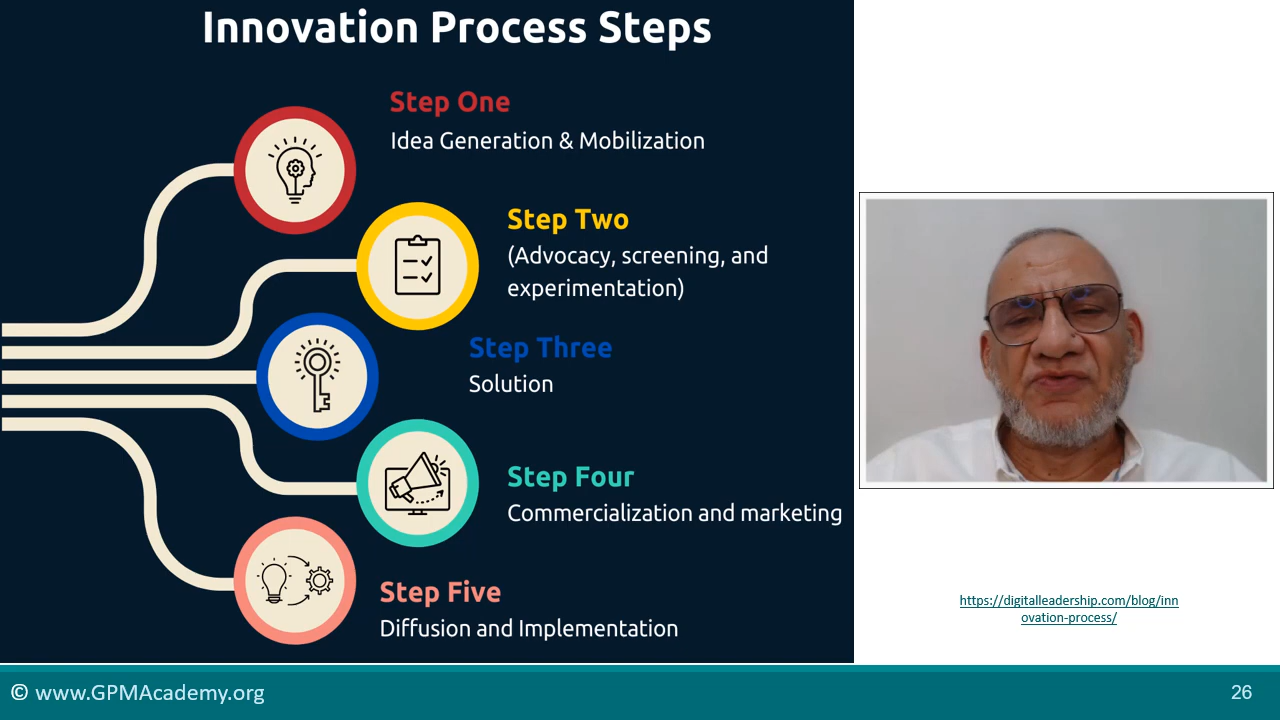 Innovation Process Steps
Step One
Idea Generation & Mobilization
Step Two
(Advocacy, screening, and
experimentation)
Step Three
Solution
Step Four
Commercialization and marketing
Step Five
Diffusion and Implementation
https://digitalleadership.com/blog/inn
ovation-process/
© www.GPMAcademy.org
26